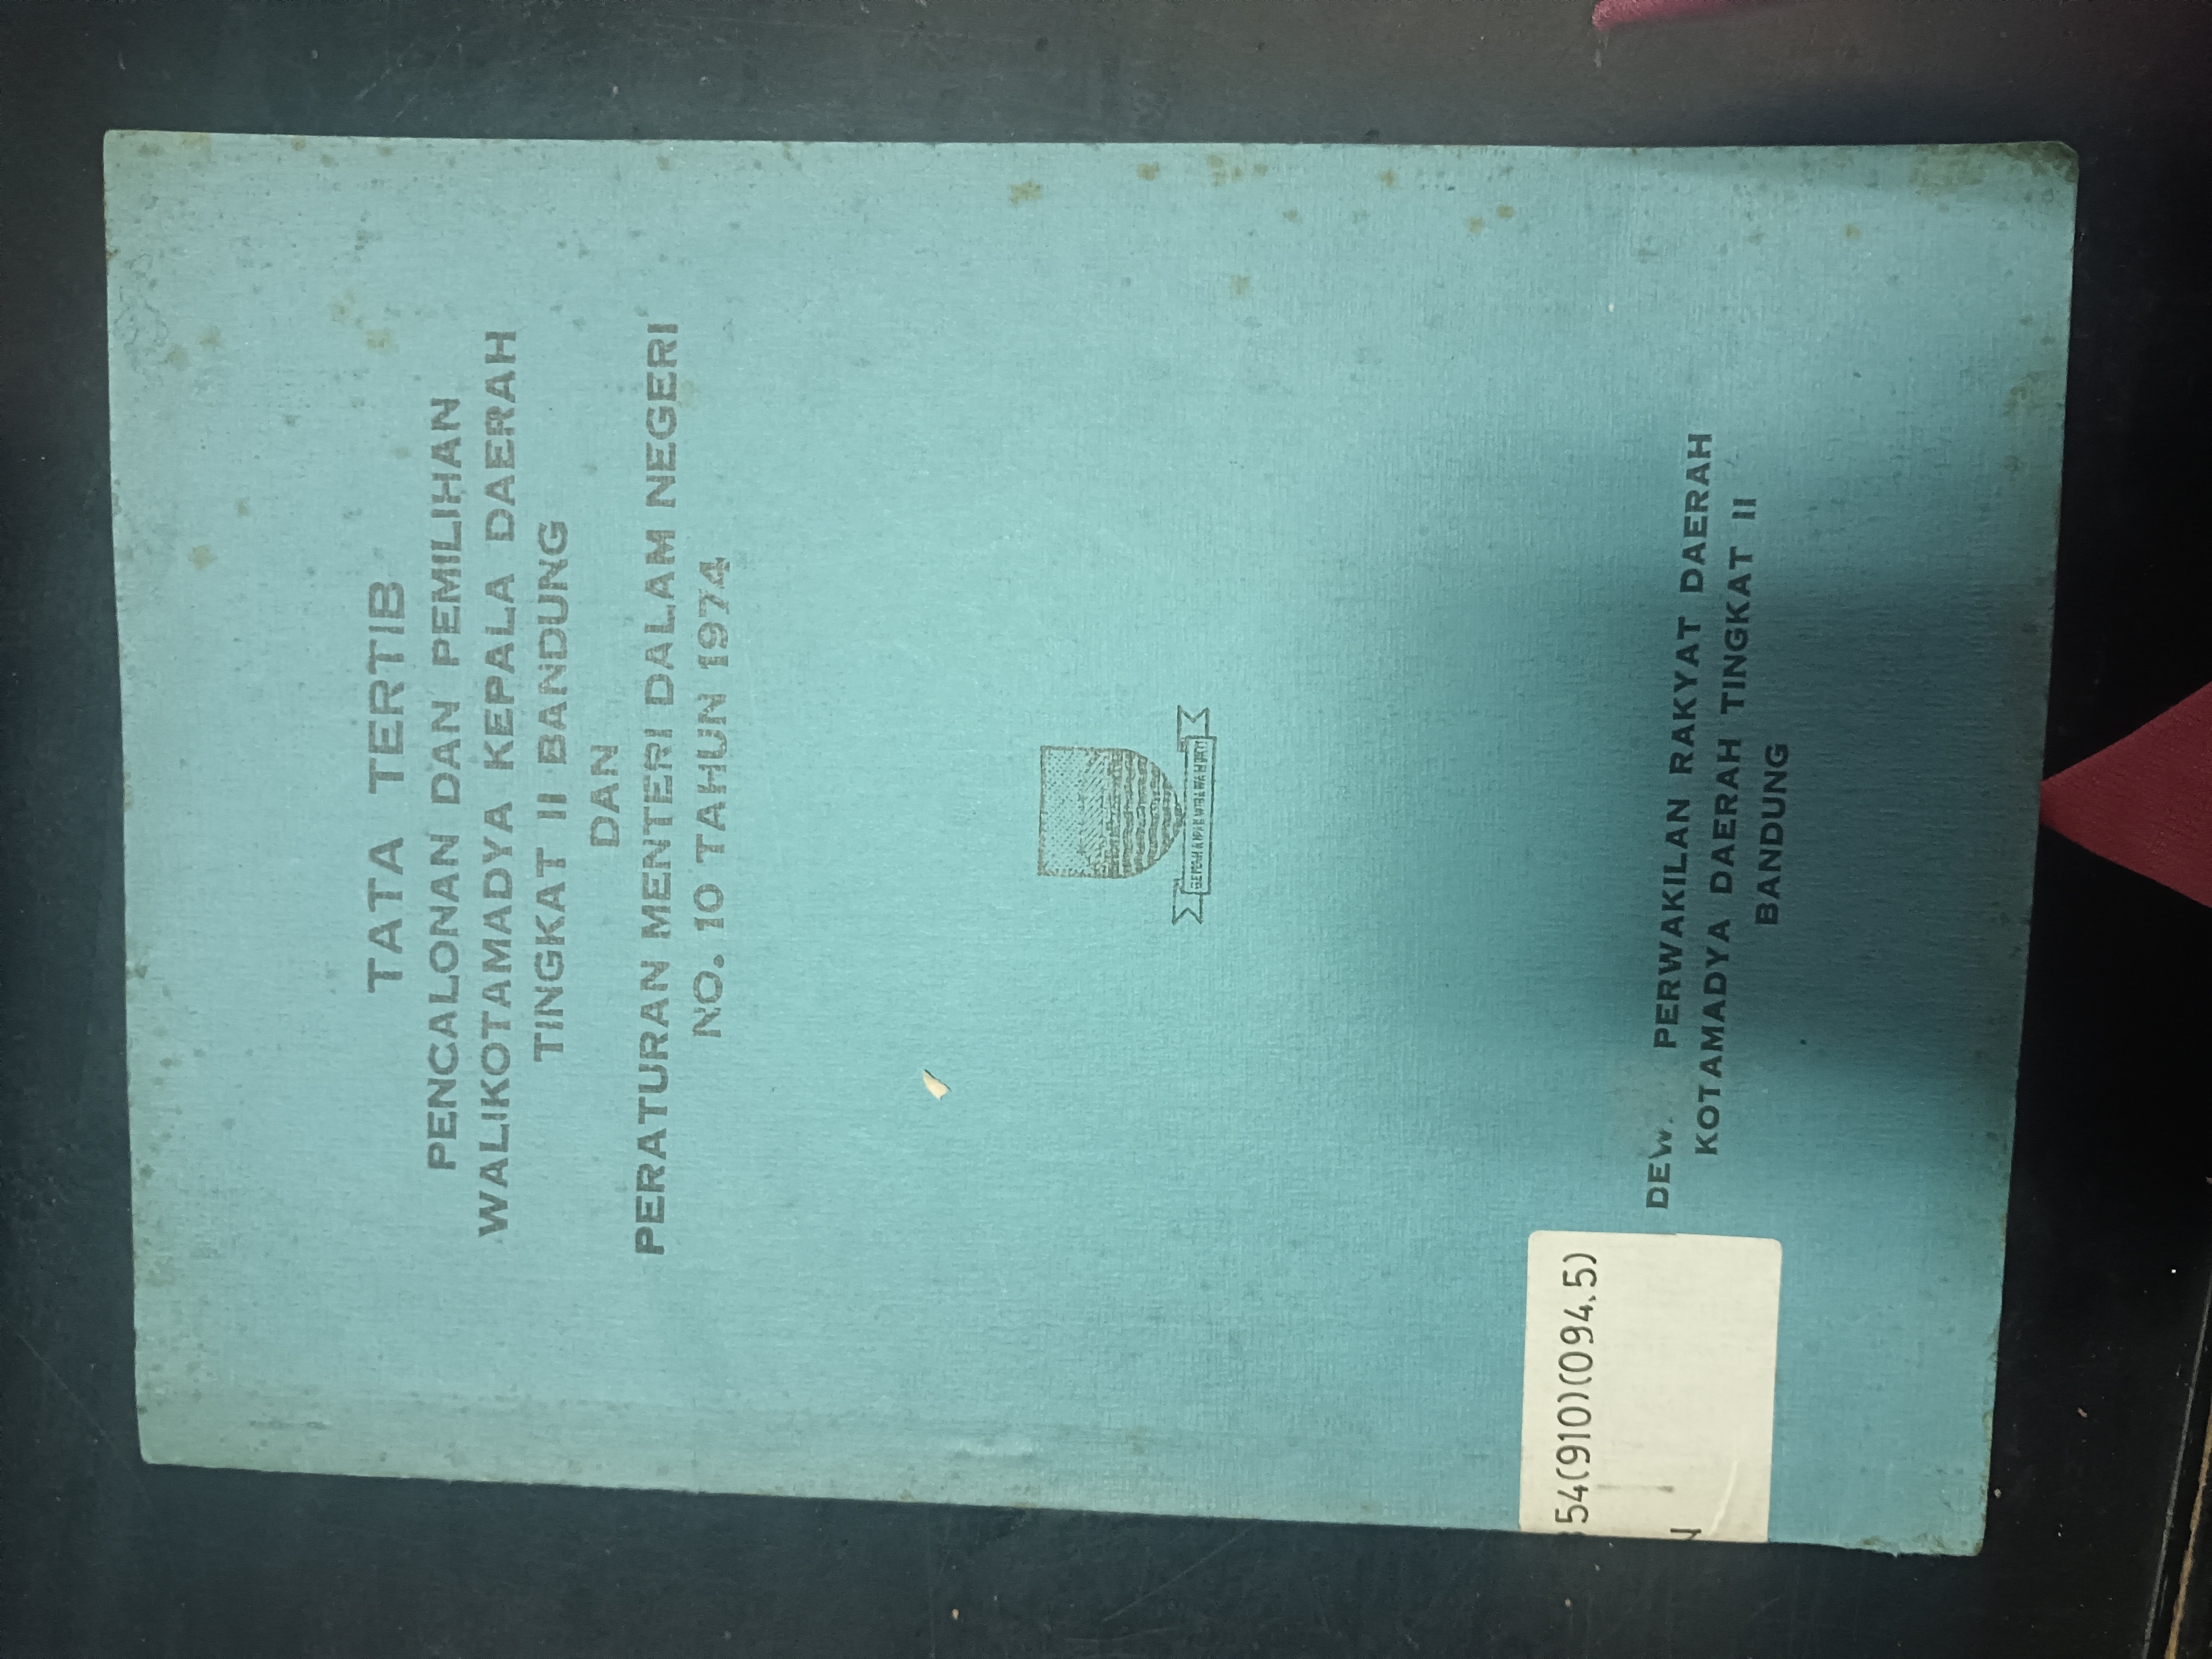 TATA TERTIB
PENCALONAN DAN PEMILIHAN
WALIKOTAMADYA KEPALA DAERAH
TINGKAT II BANDUNG
DAN
PERATURAN MENTERI DALAM NEGERI
NO. 10 TAHUN 1974
PERWAKILAN RAKYAT DAERAH
KOTAMADYA DAERAH TINGKAT II
BANDUNG
54(910)(094.5)
N